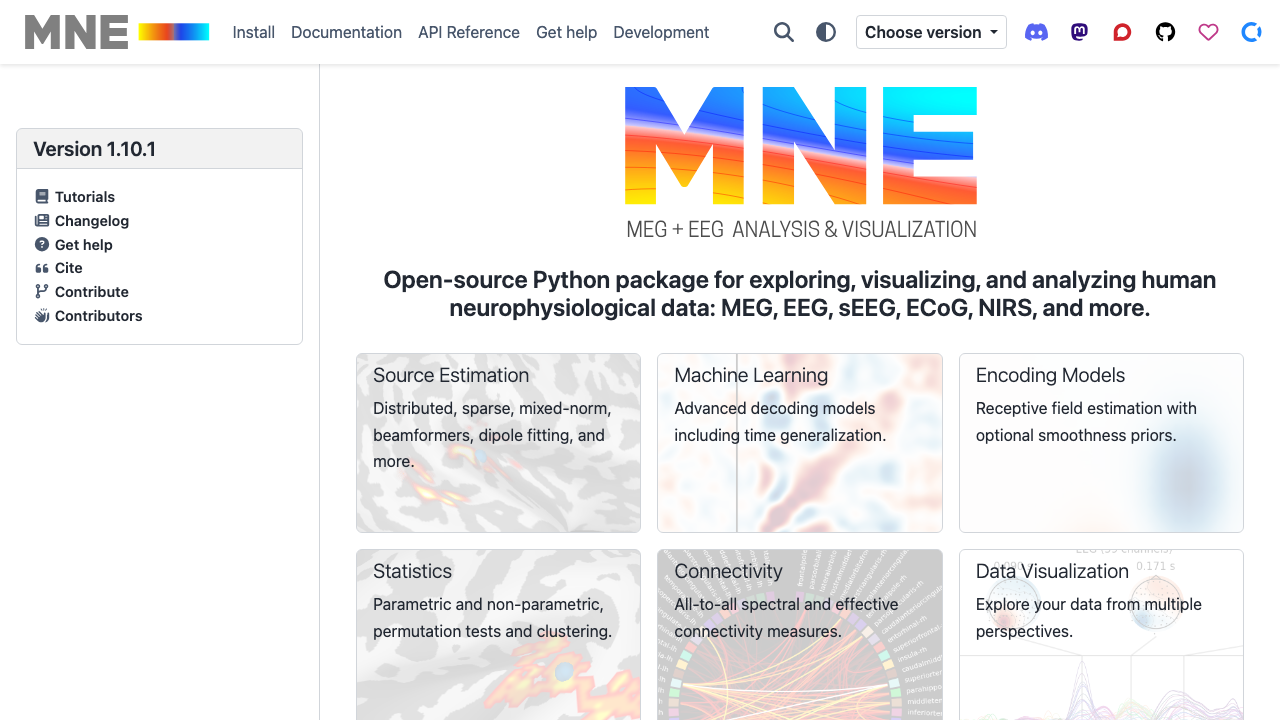 MNE
Install
Documentation
API Reference
Get help
Development
Choose version
Version 1.10.1
Tutorials
Changelog
Get help
Cite
Contribute
Contributors
MNE
MEG + EEG ANALYSIS & VISUALIZATION
Open-source Python package for exploring, visualizing, and analyzing human
neurophysiological data: MEG, EEG, sEEG, ECoG, NIRS, and more.
Source Estimation
Distributed, sparse, mixed-norm,
beamformers, dipole fitting, and
more.
Machine Learning
Advanced decoding models
including time generalization.
Encoding Models
Receptive field estimation with
optional smoothness priors.
Statistics
Parametric and non-parametric,
permutation tests and clustering.
Connectivity
All-to-all spectral and effective
connectivity measures.
Data Visualization
0.171 s
Explore your data from multiple
perspectives.